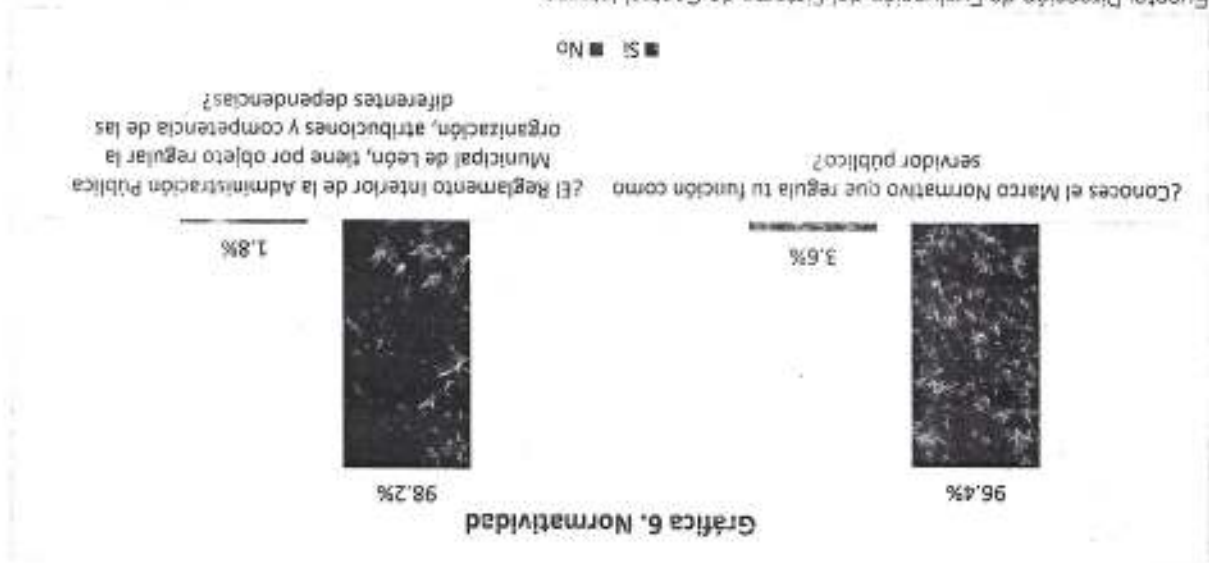 Gráfica 6. Normatividad
96.4%
3.6%
98.2%
1.8%
¿Conoces el Marco Normativo que regula tu función como
servidor público?
¿El Reglamento Interior de la Administración Pública
Municipal de León, tiene por objeto regular la
organización, atribuciones y competencia de las
diferentes dependencias?
Si No
Fuente: Dirección de Evaluación del Sistema de Control Interno